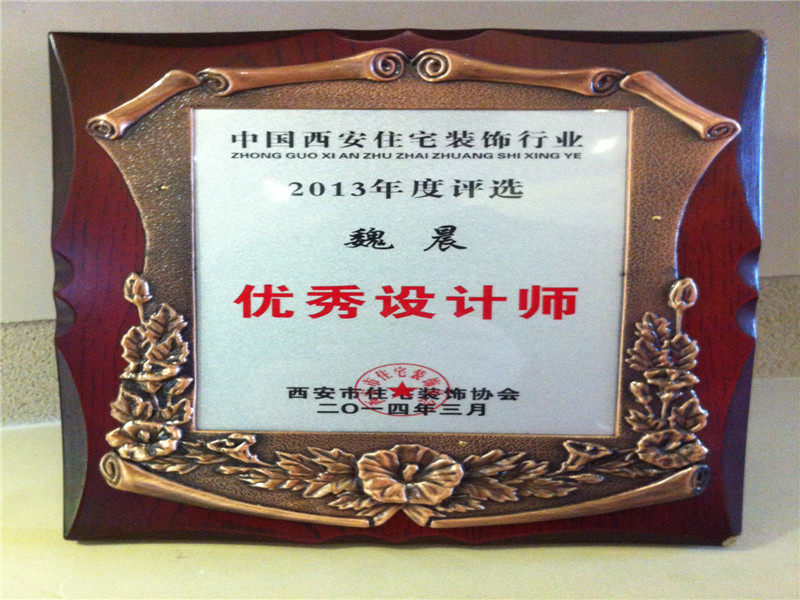 中国西安住宅装饰行业
ZHONG GUO XI AN ZHU ZHAI ZHUANG SHI XING YE
2013年度评选
魏 晨
优秀设计师
西安市住宅装饰协会
二〇一四年三月